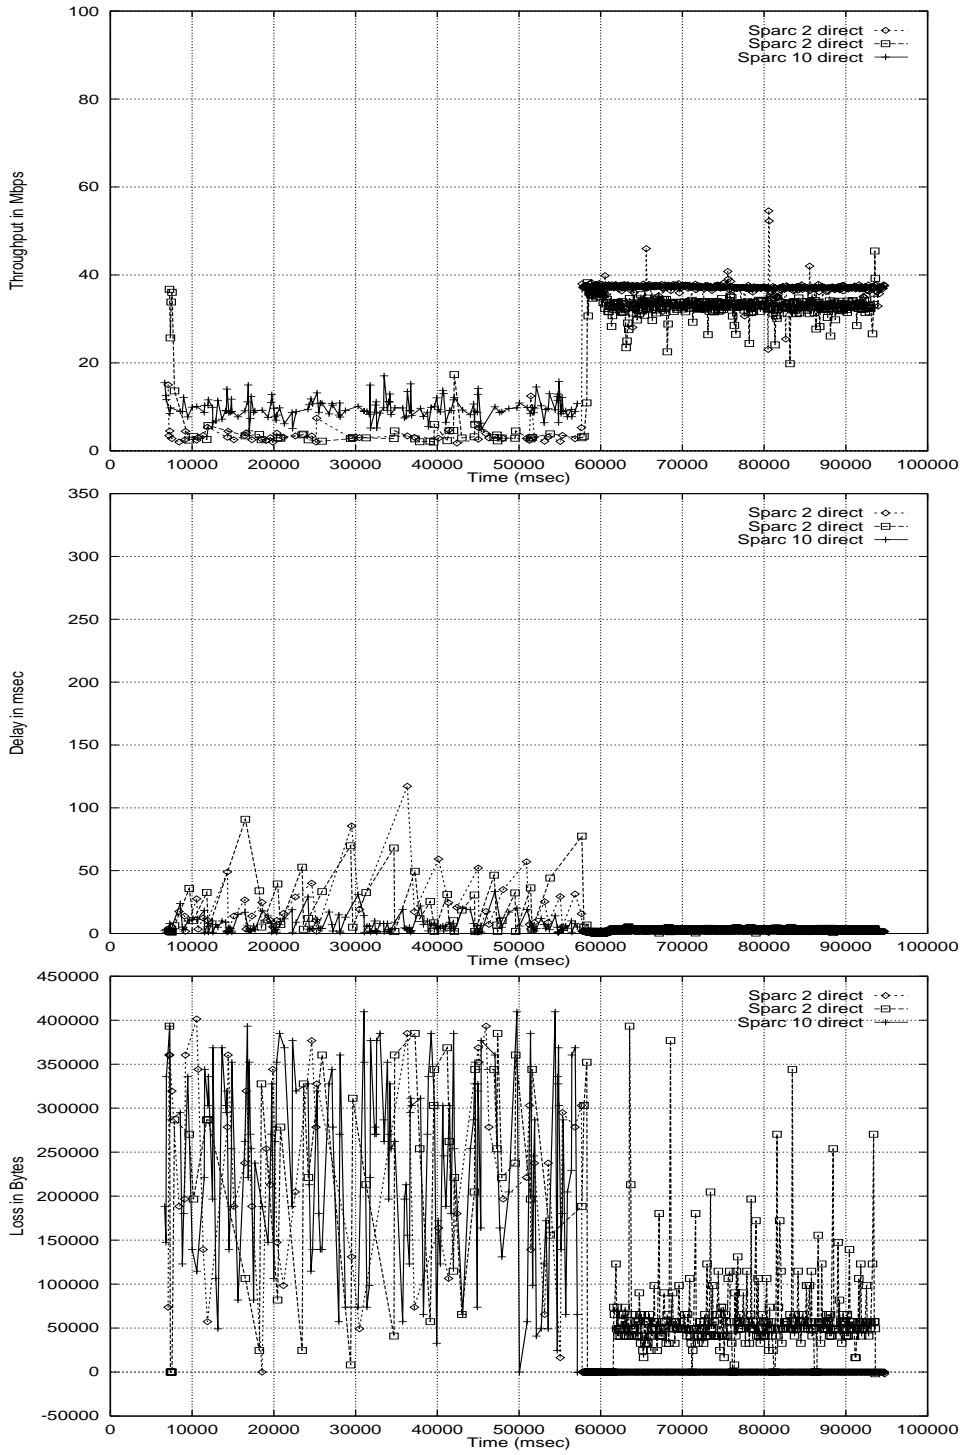 100
80
60
40
20
0
Throughput in Mbps
Sparc 2 direct
Sparc 2 direct
Sparc 10 direct
0 10000 20000 30000 40000 50000 60000 70000 80000 90000 100000
Time (msec)
350
300
250
200
150
100
50
0
Delay in msec
Sparc 2 direct
Sparc 2 direct
Sparc 10 direct
0 10000 20000 30000 40000 50000 60000 70000 80000 90000 100000
Time (msec)
450000
400000
350000
300000
250000
200000
150000
100000
50000
0
-50000
Loss in Bytes
Sparc 2 direct
Sparc 2 direct
Sparc 10 direct
0 10000 20000 30000 40000 50000 60000 70000 80000 90000 100000
Time (msec)